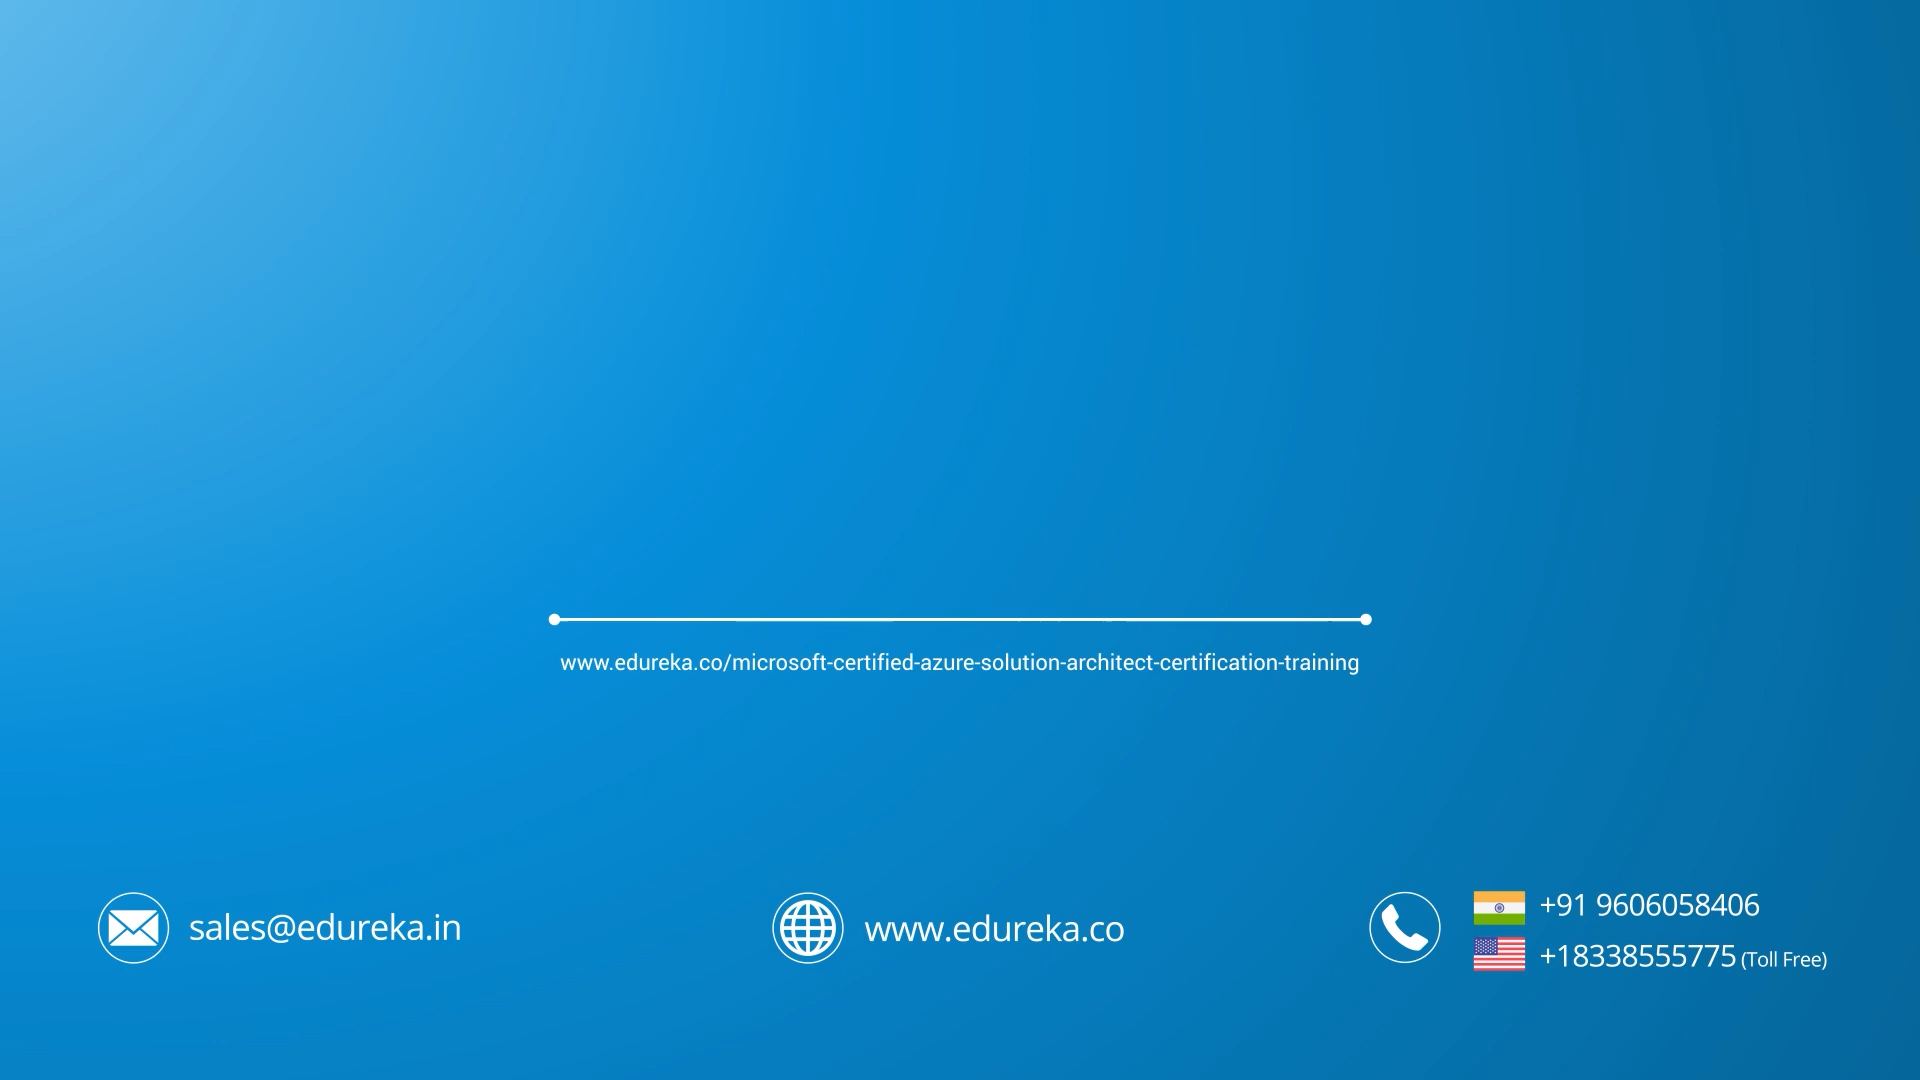 www.edureka.co/microsoft-certified-azure-solution-architect-certification-training
sales@edureka.in
www.edureka.co
+91 9606058406
+18338555775 (Toll Free)